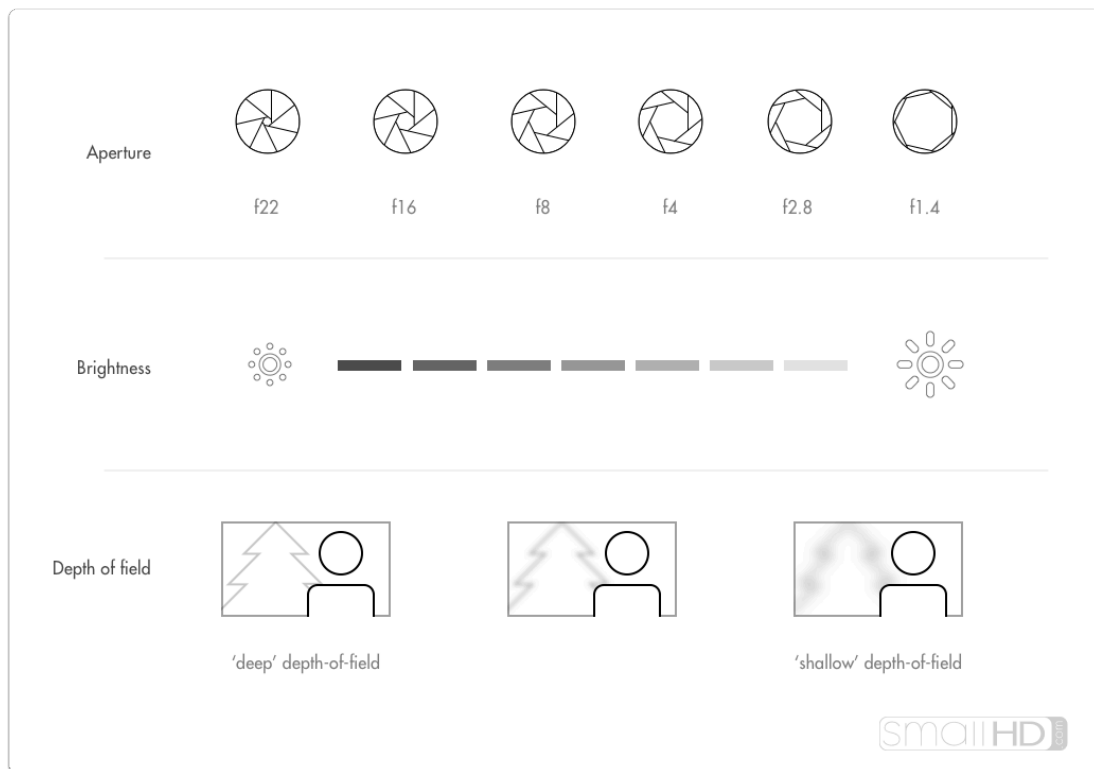 Aperture
f22
f16
f8
f4
f2.8
f1.4
Brightness
Depth of field
‘deep’ depth-of-field
‘shallow’ depth-of-field
smallHD.com